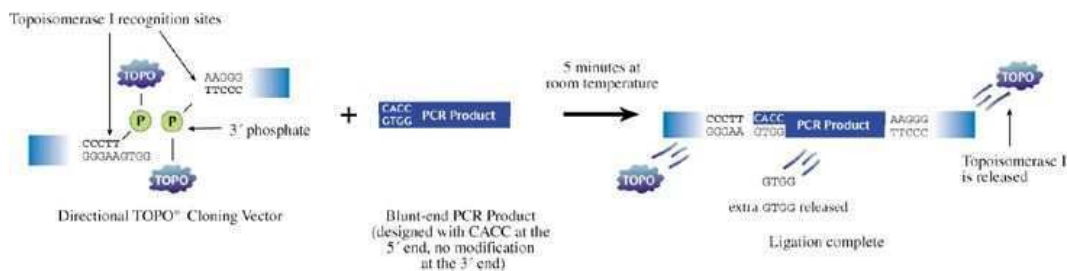 Topoisomerase I recognition sites
TOPO
AAGGG
TTCCC
P
P
3´ phosphate
CCCTT
GGGAAGTGG
TOPO
Directional TOPO® Cloning Vector
+
CACC
GTGG
PCR Product
Blunt-end PCR Product
(designed with CACC at the
5´ end, no modification
at the 3´ end)
5 minutes at
room temperature
TOPO
CCCTT
GGGAA
CACC
GTGG
PCR Product
AAGGG
TTCCC
TOPO
GTGG
extra GTGG released
Topoisomerase I
is released
Ligation complete